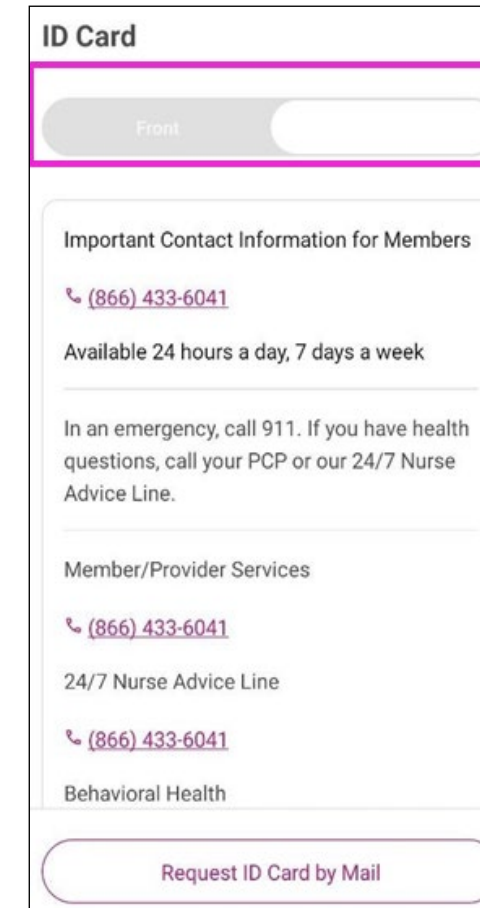 ID Card
Front
Important Contact Information for Members
(866) 433-6041
Available 24 hours a day, 7 days a week
In an emergency, call 911. If you have health
questions, call your PCP or our 24/7 Nurse
Advice Line.
Member/Provider Services
(866) 433-6041
24/7 Nurse Advice Line
(866) 433-6041
Behavioral Health
Request ID Card by Mail